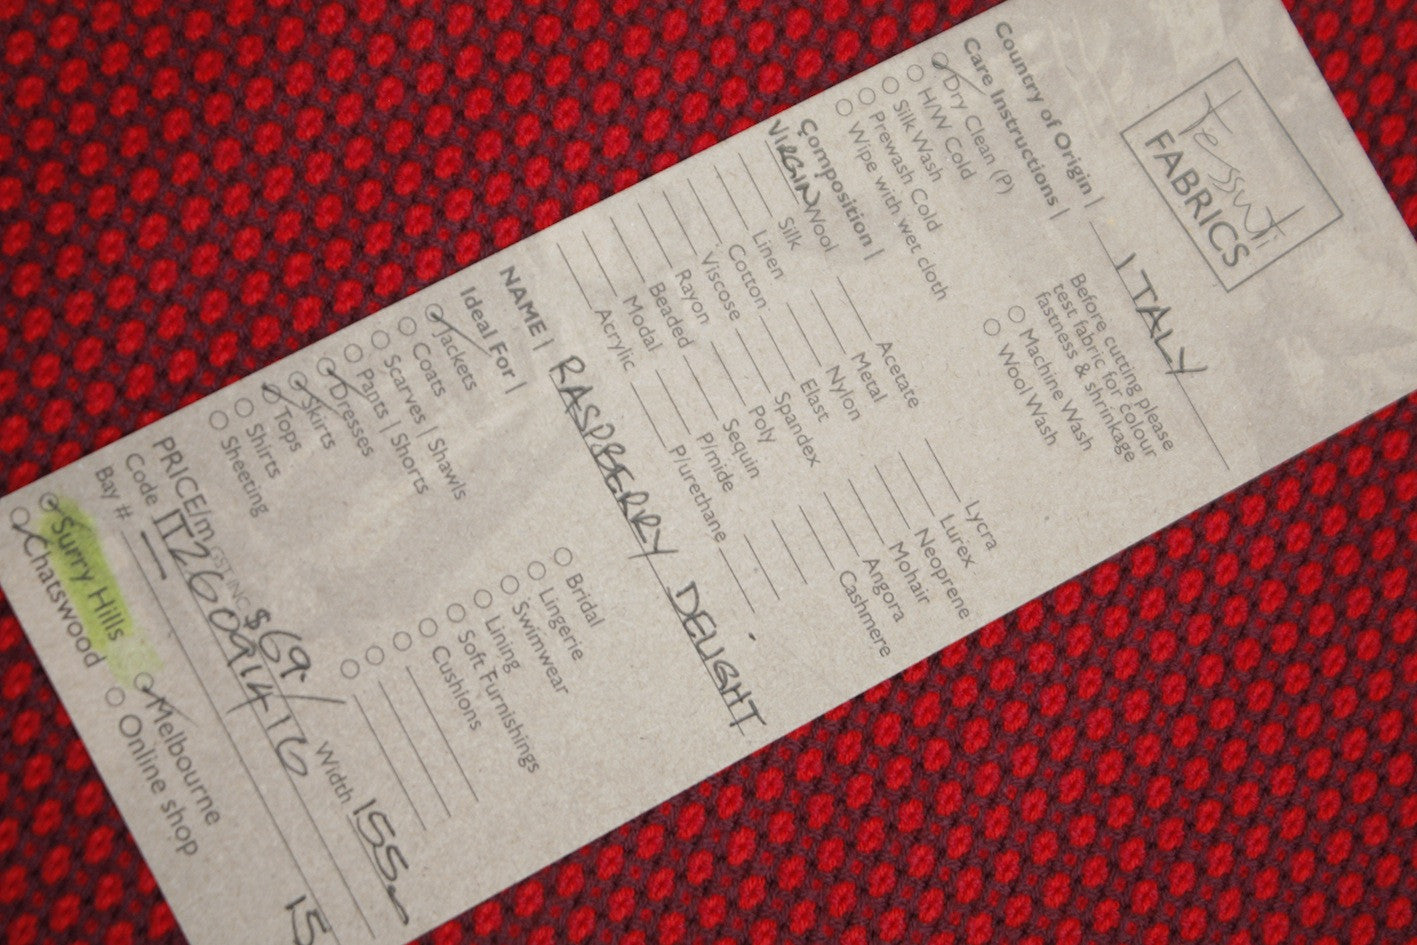 Tessuti
FABRICS
Country of Origin | ITALY
Care Instructions |
Before cutting please
test fabric for colour
fastness & shrinkage
Dry Clean (P)
H/W Cold
Silk Wash
Prewash Cold
Wipe with wet cloth
Machine Wash
Wool Wash
Composition |
VIRGIN Wool
Silk
Linen
Cotton
Viscose
Rayon
Beaded
Modal
Acrylic
Acetate
Metal
Nylon
Elast
Spandex
Poly
Sequin
P/mide
P/urethane
Lycra
Lurex
Neoprene
Mohair
Angora
Cashmere
NAME | RASPBERRY DELIGHT
Ideal For |
Jackets
Coats
Scarves | Shawls
Pants | Shorts
Dresses
Skirts
Tops
Shirts
Sheeting
Bridal
Lingerie
Swimwear
Lining
Soft Furnishings
Cushions
PRICE/m GST INC $69 Width 155
Code IT26091416
Bay #
Surry Hills
Chatswood
Melbourne
Online shop